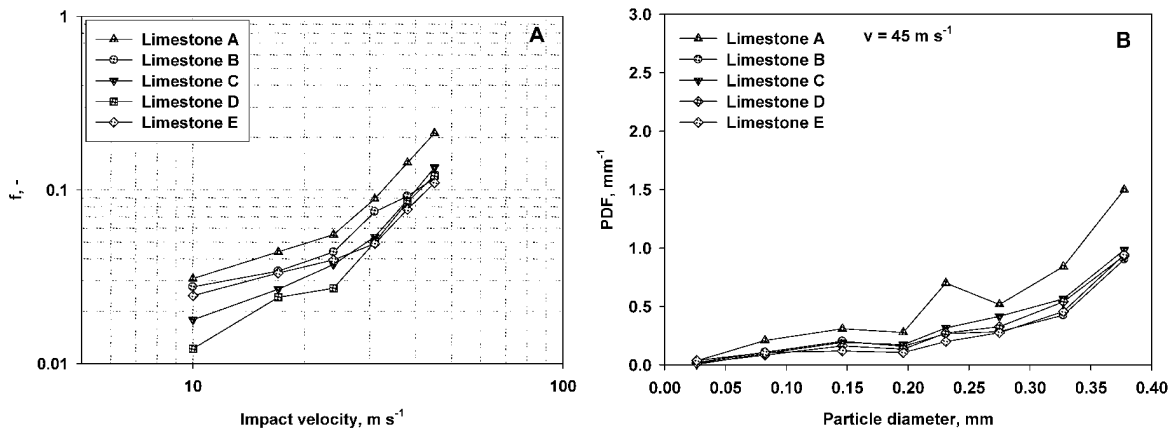 1
0.1
0.01
10
100
f, -
Impact velocity, m s⁻¹
A
Limestone A
Limestone B
Limestone C
Limestone D
Limestone E
3.0
2.5
2.0
1.5
1.0
0.5
0.0
0.00 0.05 0.10 0.15 0.20 0.25 0.30 0.35 0.40
PDF, mm⁻¹
Particle diameter, mm
v = 45 m s⁻¹
B
Limestone A
Limestone B
Limestone C
Limestone D
Limestone E